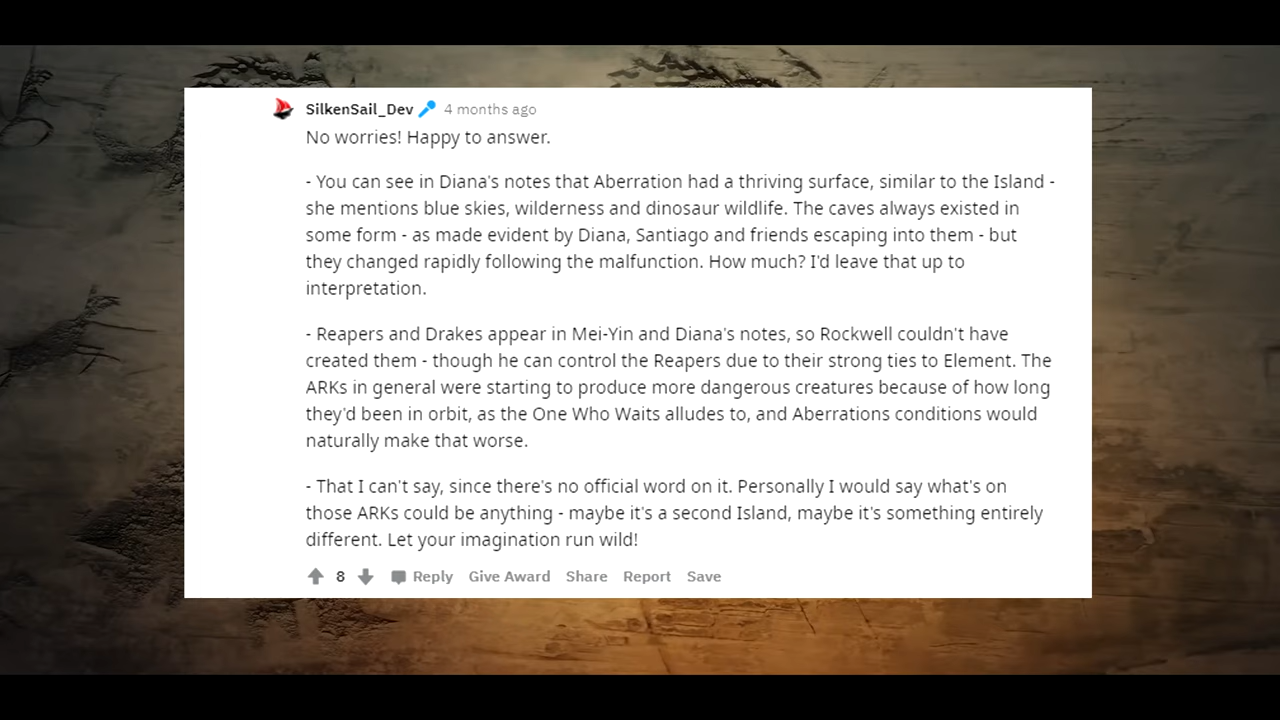 SilkenSail_Dev 4 months ago
No worries! Happy to answer.
- You can see in Diana's notes that Aberration had a thriving surface, similar to the Island -
she mentions blue skies, wilderness and dinosaur wildlife. The caves always existed in
some form - as made evident by Diana, Santiago and friends escaping into them - but
they changed rapidly following the malfunction. How much? I'd leave that up to
interpretation.
- Reapers and Drakes appear in Mei-Yin and Diana's notes, so Rockwell couldn't have
created them - though he can control the Reapers due to their strong ties to Element. The
ARKs in general were starting to produce more dangerous creatures because of how long
they'd been in orbit, as the One Who Waits alludes to, and Aberrations conditions would
naturally make that worse.
- That I can't say, since there's no official word on it. Personally I would say what's on
those ARKs could be anything - maybe it's a second Island, maybe it's something entirely
different. Let your imagination run wild!
8 Reply Give Award Share Report Save